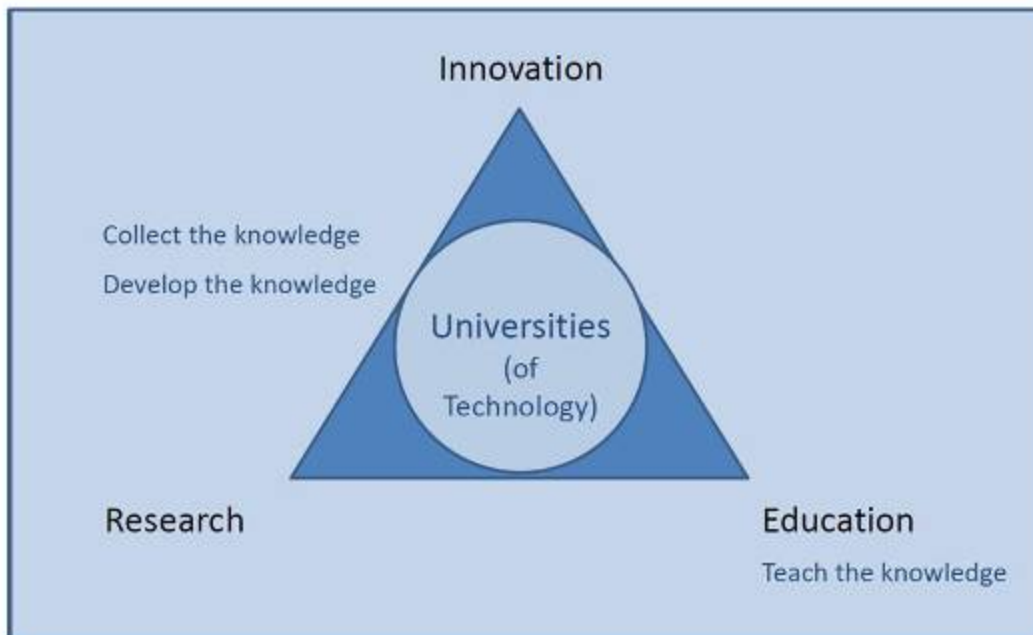 Innovation
Collect the knowledge
Develop the knowledge
Universities
(of
Technology)
Research
Education
Teach the knowledge